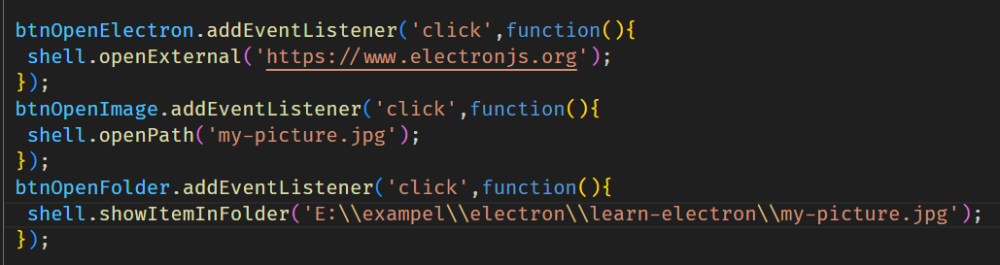 btnOpenElectron.addEventListener('click',function(){
 shell.openExternal('https://www.electronjs.org');
});
btnOpenImage.addEventListener('click',function(){
 shell.openPath('my-picture.jpg');
});
btnOpenFolder.addEventListener('click',function(){
 shell.showItemInFolder('E:\\exampel\\electron\\learn-electron\\my-picture.jpg');
});